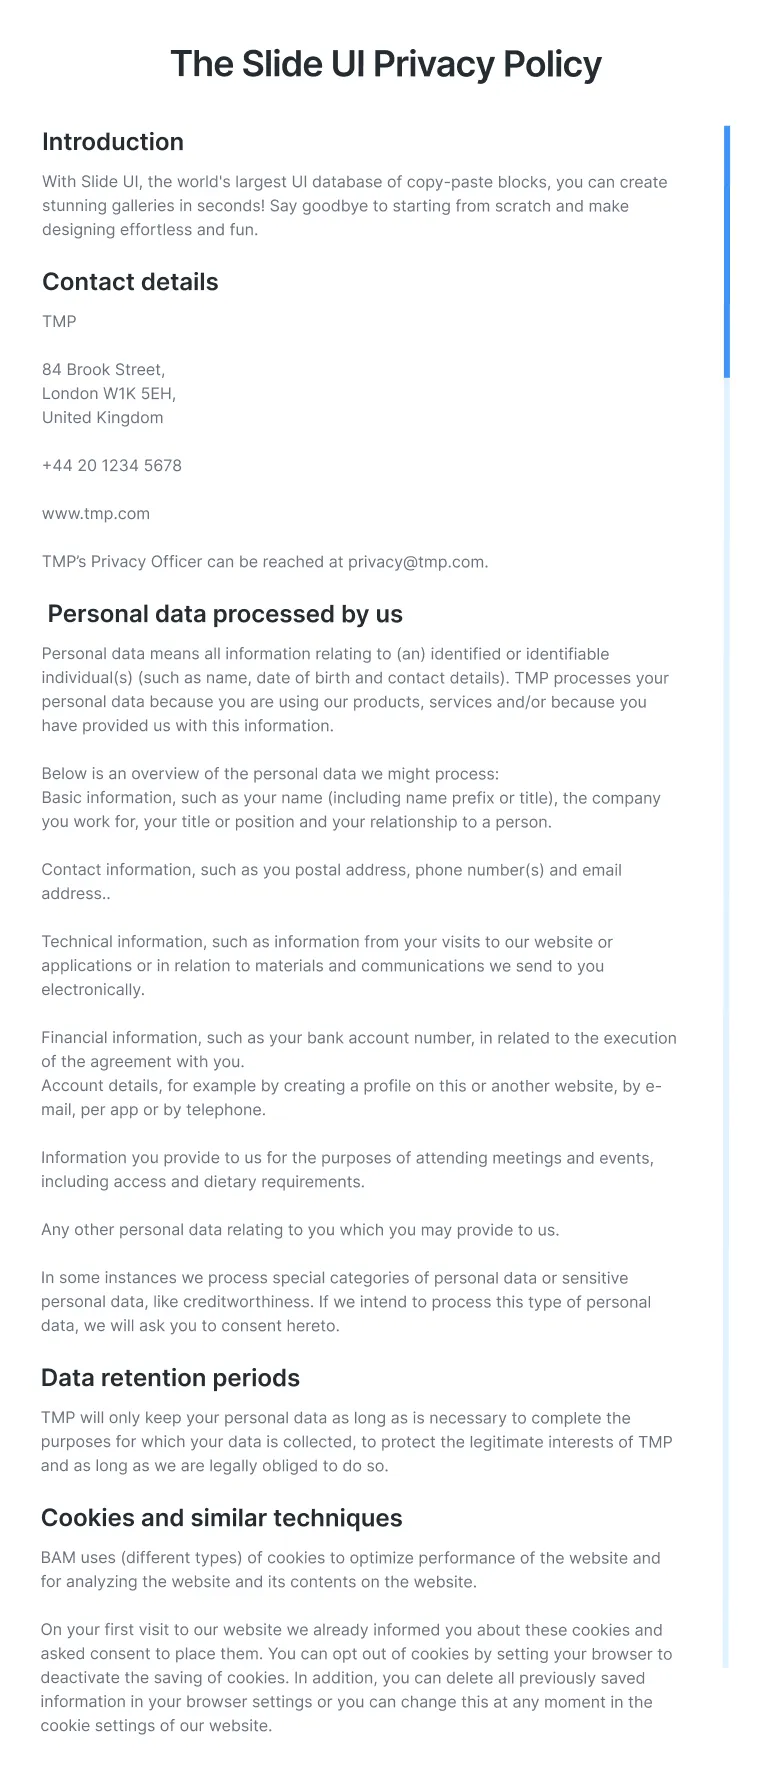 The Slide UI Privacy Policy
Introduction
With Slide UI, the world's largest UI database of copy-paste blocks, you can create
stunning galleries in seconds! Say goodbye to starting from scratch and make
designing effortless and fun.
Contact details
TMP
84 Brook Street,
London W1K 5EH,
United Kingdom
+44 20 1234 5678
www.tmp.com
TMP’s Privacy Officer can be reached at privacy@tmp.com.
Personal data processed by us
Personal data means all information relating to (an) identified or identifiable
individual(s) (such as name, date of birth and contact details). TMP processes your
personal data because you are using our products, services and/or because you
have provided us with this information.
Below is an overview of the personal data we might process:
Basic information, such as your name (including name prefix or title), the company
you work for, your title or position and your relationship to a person.
Contact information, such as you postal address, phone number(s) and email
address..
Technical information, such as information from your visits to our website or
applications or in relation to materials and communications we send to you
electronically.
Financial information, such as your bank account number, in related to the execution
of the agreement with you.
Account details, for example by creating a profile on this or another website, by e-
mail, per app or by telephone.
Information you provide to us for the purposes of attending meetings and events,
including access and dietary requirements.
Any other personal data relating to you which you may provide to us.
In some instances we process special categories of personal data or sensitive
personal data, like creditworthiness. If we intend to process this type of personal
data, we will ask you to consent hereto.
Data retention periods
TMP will only keep your personal data as long as is necessary to complete the
purposes for which your data is collected, to protect the legitimate interests of TMP
and as long as we are legally obliged to do so.
Cookies and similar techniques
BAM uses (different types) of cookies to optimize performance of the website and
for analyzing the website and its contents on the website.
On your first visit to our website we already informed you about these cookies and
asked consent to place them. You can opt out of cookies by setting your browser to
deactivate the saving of cookies. In addition, you can delete all previously saved
information in your browser settings or you can change this at any moment in the
cookie settings of our website.